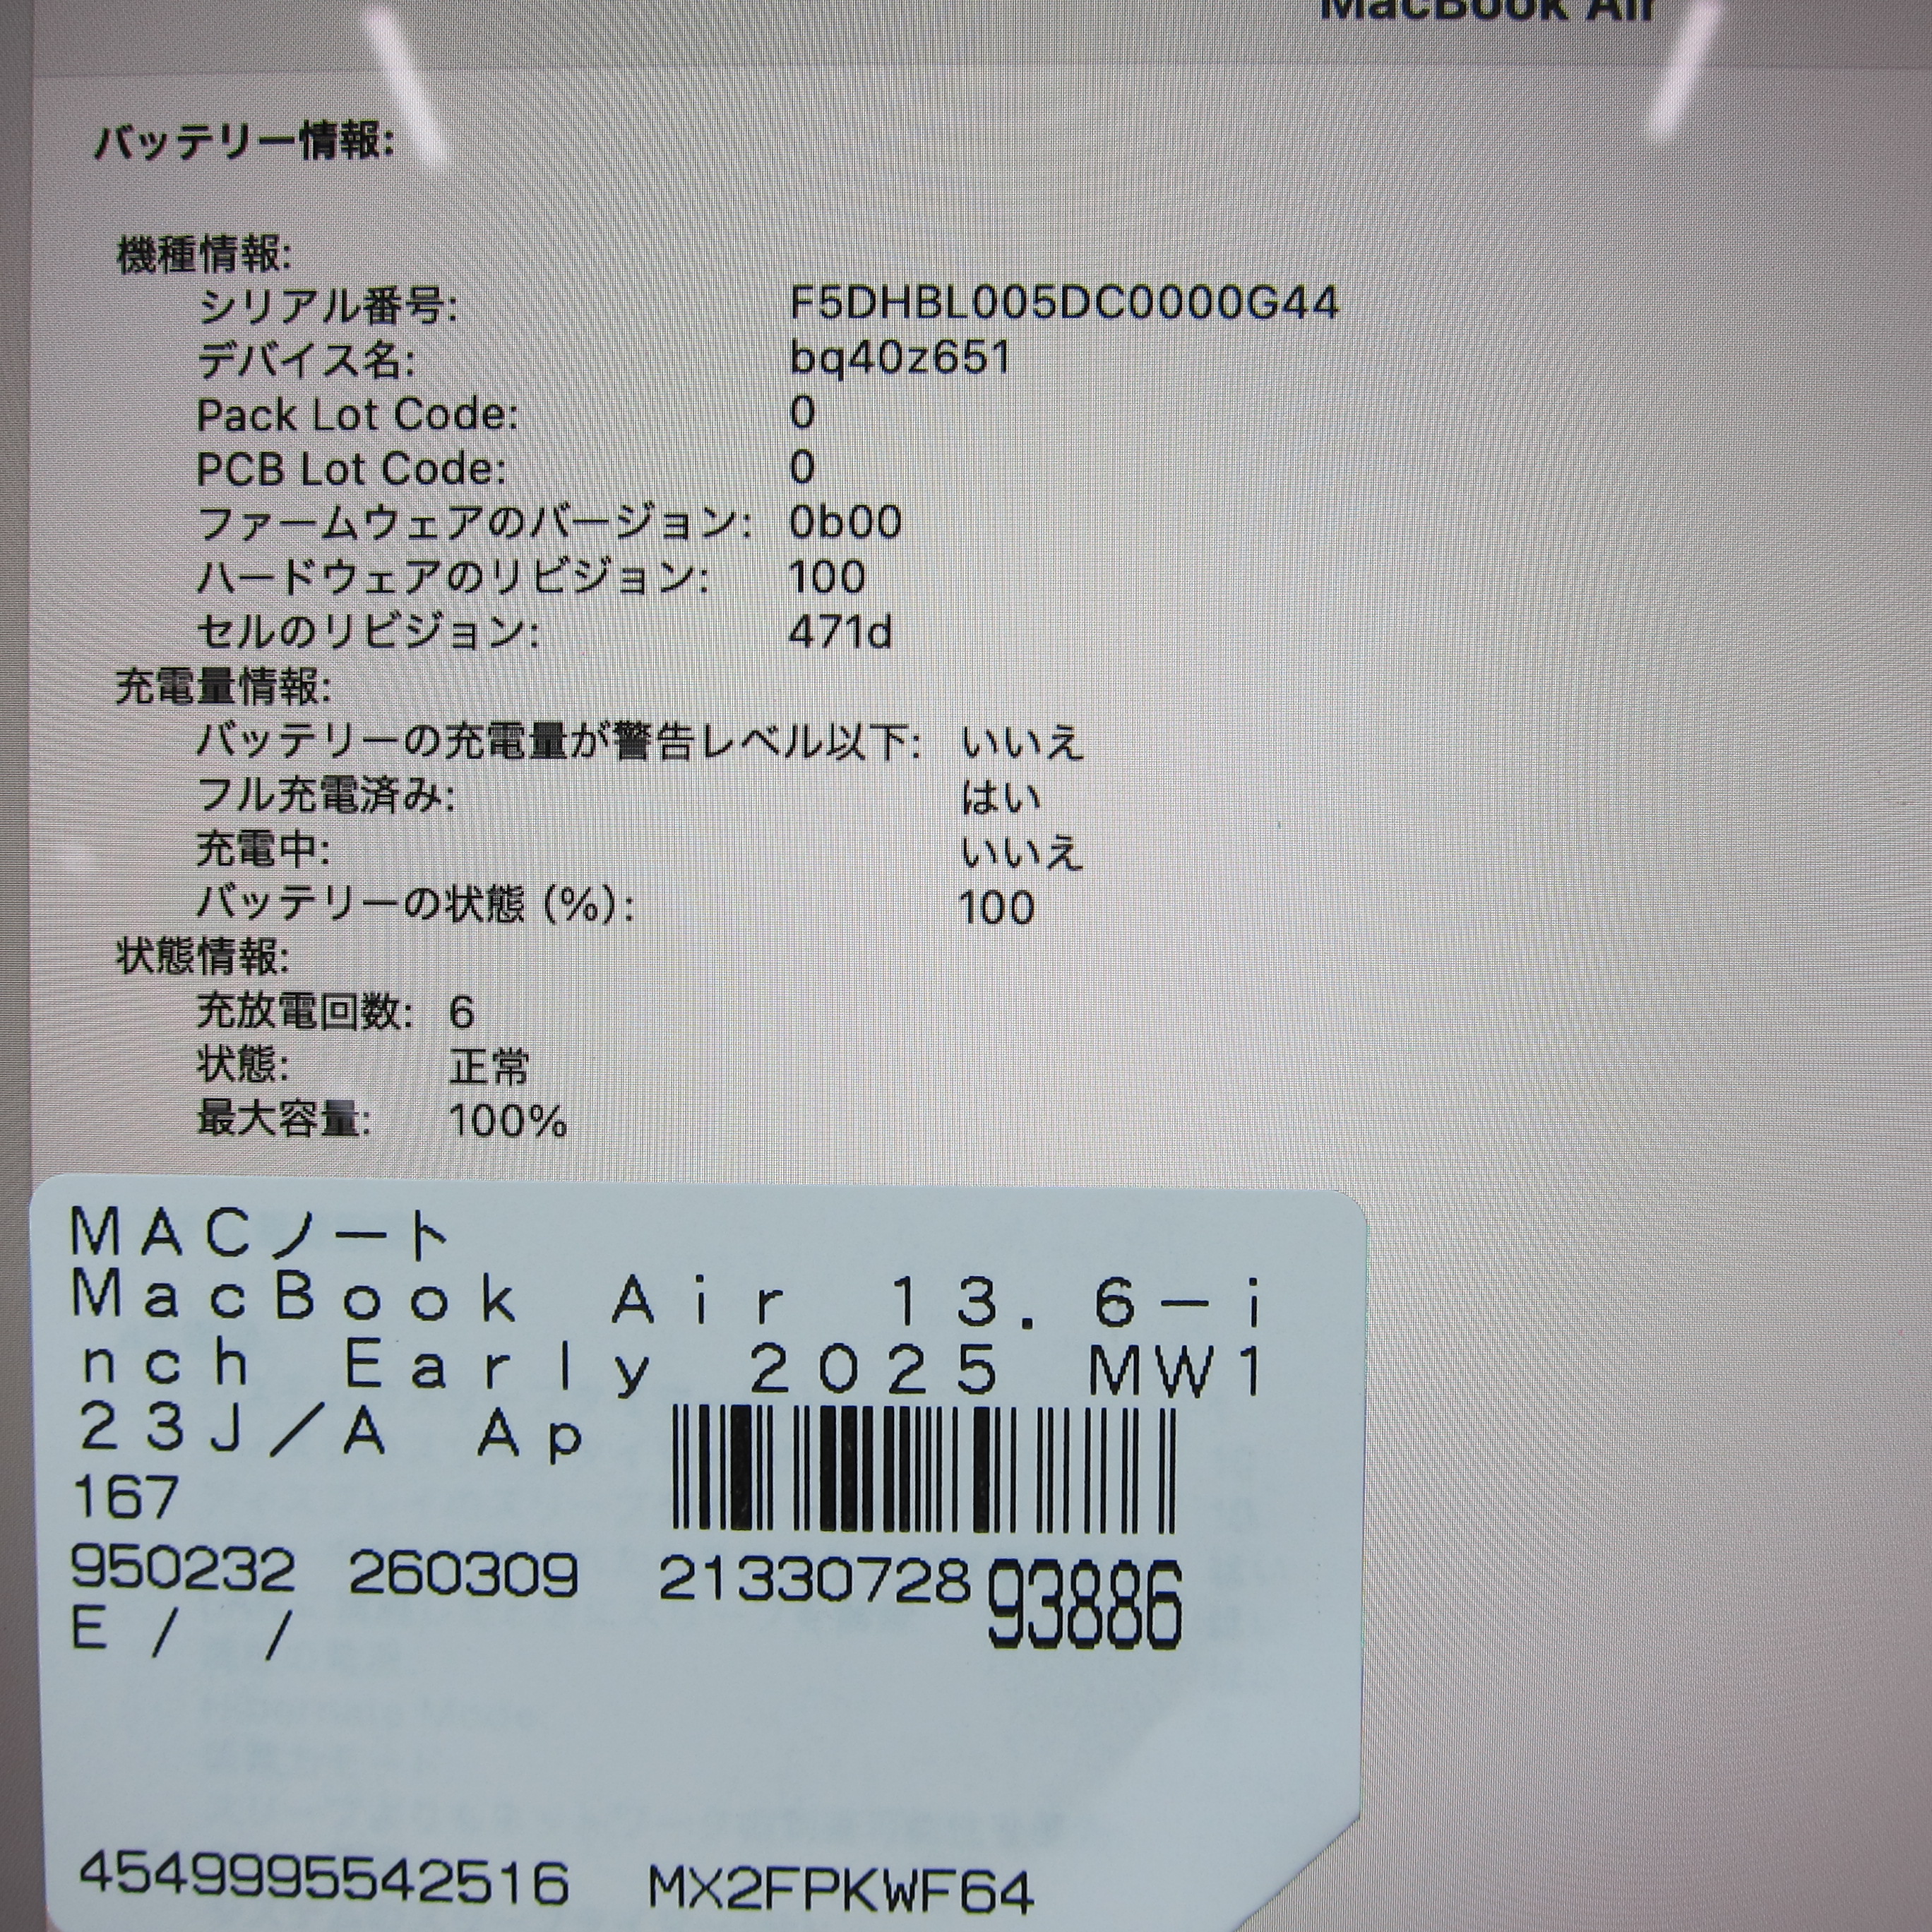 MacBook Air
バッテリー情報:
機種情報:
シリアル番号: F5DHBL005DC0000G44
デバイス名: bq40z651
Pack Lot Code: 0
PCB Lot Code: 0
ファームウェアのバージョン: 0b00
ハードウェアのリビジョン: 100
セルのリビジョン: 471d
充電量情報:
バッテリーの充電量が警告レベル以下: いいえ
フル充電済み: はい
充電中: いいえ
バッテリーの状態 (%): 100
状態情報:
充放電回数: 6
状態: 正常
最大容量: 100%
MACノート
MacBook Air 13.6-i
nch Early 2025 MW1
23J/A Ap
167
950232 260309 21330728 93886
E / /
4549995542516 MX2FPKWF64